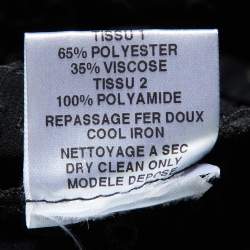 TISSU 1
65% POLYESTER
35% VISCOSE
TISSU 2
100% POLYAMIDE
REPASSAGE FER DOUX
COOL IRON
NETTOYAGE A SEC
DRY CLEAN ONLY
MODELE DEPOSE